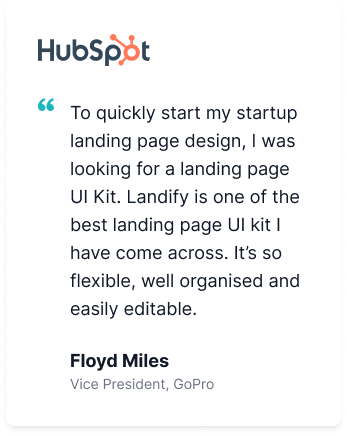 HubSpot
“ To quickly start my startup
landing page design, I was
looking for a landing page
UI Kit. Landify is one of the
best landing page UI kit I
have come across. It’s so
flexible, well organised and
easily editable.
Floyd Miles
Vice President, GoPro